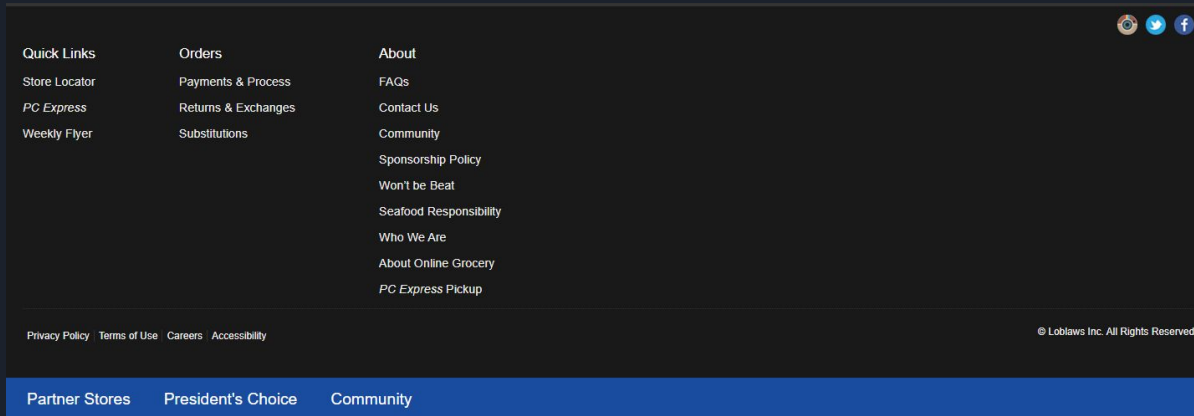 Quick Links
Store Locator
PC Express
Weekly Flyer
Orders
Payments & Process
Returns & Exchanges
Substitutions
About
FAQs
Contact Us
Community
Sponsorship Policy
Won't be Beat
Seafood Responsibility
Who We Are
About Online Grocery
PC Express Pickup
Privacy Policy | Terms of Use | Careers | Accessibility
© Loblaws Inc. All Rights Reserved
Partner Stores President's Choice Community